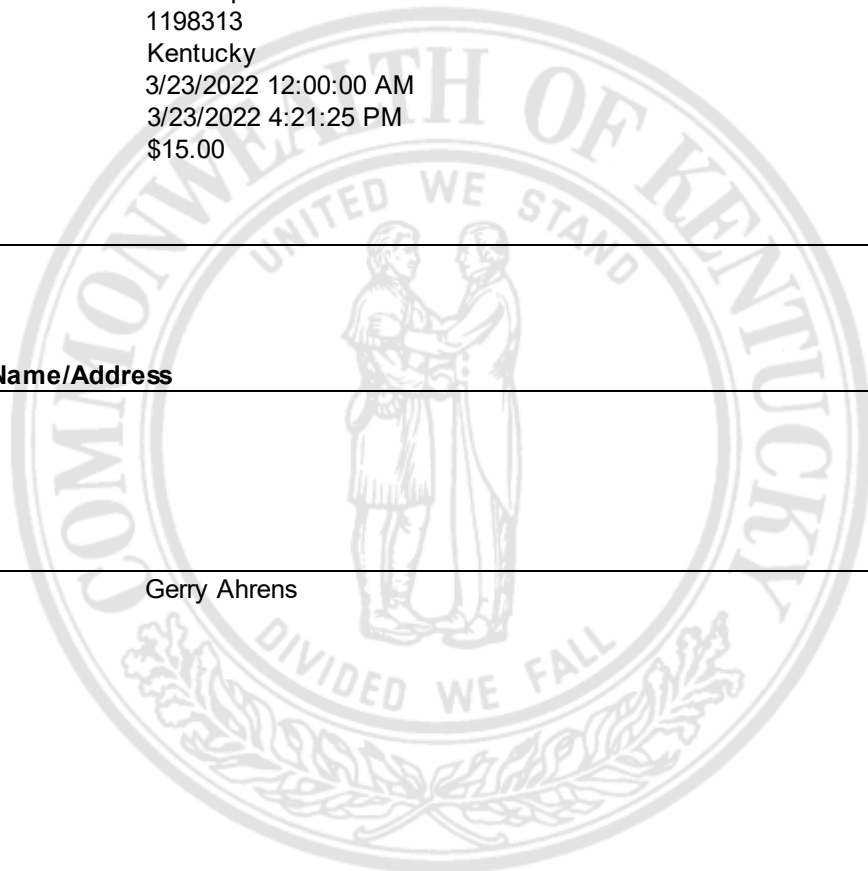 1198313
Kentucky
3/23/2022 12:00:00 AM
3/23/2022 4:21:25 PM
$15.00
COMMONWEALTH OF KENTUCKY
UNITED WE STAND
Name/Address
Gerry Ahrens
DIVIDED WE FALL